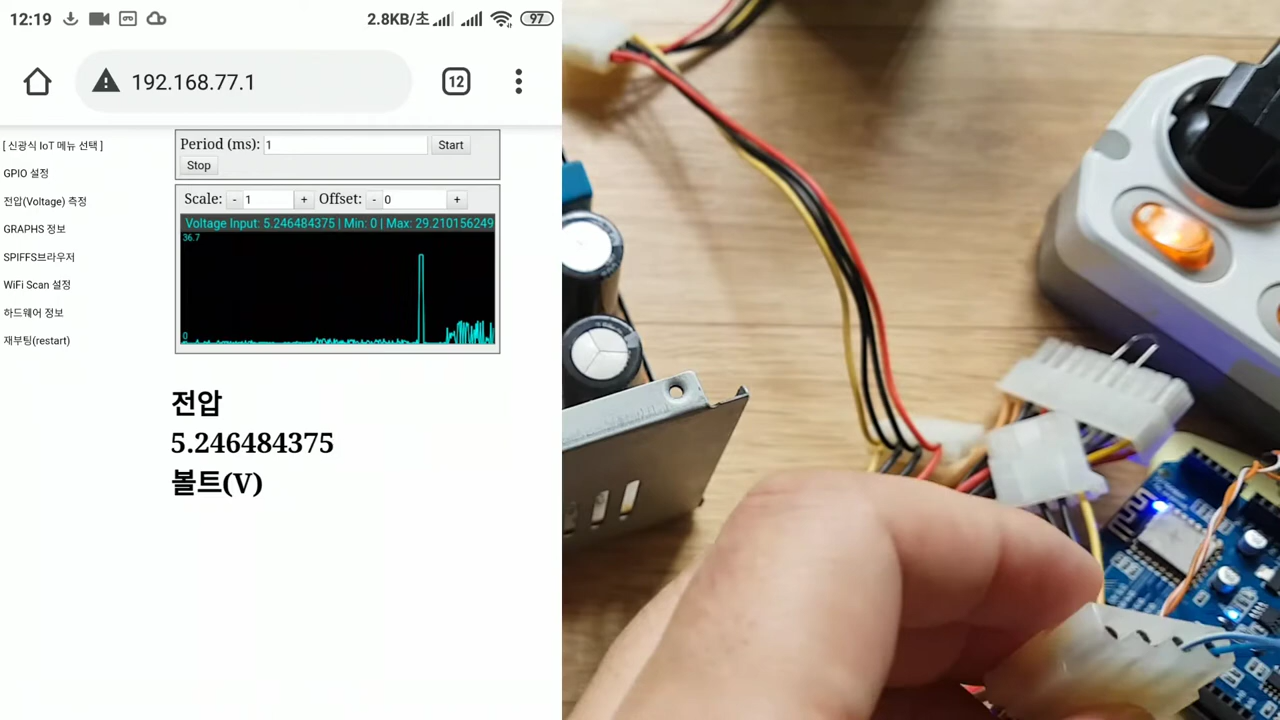 12:19
2.8KB/초
97
192.168.77.1
12
[ 신광식 IoT 메뉴 선택 ]
GPIO 설정
전압(Voltage) 측정
GRAPHS 정보
SPIFFS브라우저
WiFi Scan 설정
하드웨어 정보
재부팅(restart)
Period (ms): 1 Start
Stop
Scale: - 1 + Offset: - 0 +
Voltage Input: 5.246484375 | Min: 0 | Max: 29.210156249
36.7
0
전압
5.246484375
볼트(V)